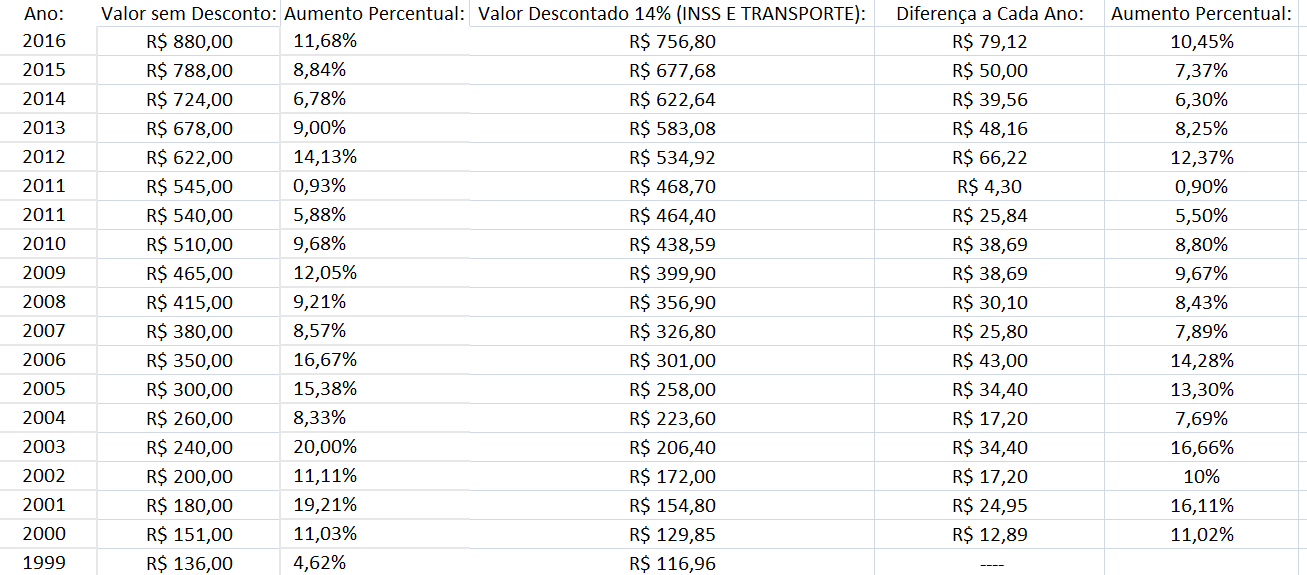 Ano: Valor sem Desconto: Aumento Percentual: Valor Descontado 14% (INSS E TRANSPORTE): Diferença a Cada Ano: Aumento Percentual:
2016 R$ 880,00 11,68% R$ 756,80 R$ 79,12 10,45%
2015 R$ 788,00 8,84% R$ 677,68 R$ 50,00 7,37%
2014 R$ 724,00 6,78% R$ 622,64 R$ 39,56 6,30%
2013 R$ 678,00 9,00% R$ 583,08 R$ 48,16 8,25%
2012 R$ 622,00 14,13% R$ 534,92 R$ 66,22 12,37%
2011 R$ 545,00 0,93% R$ 468,70 R$ 4,30 0,90%
2011 R$ 540,00 5,88% R$ 464,40 R$ 25,84 5,50%
2010 R$ 510,00 9,68% R$ 438,59 R$ 38,69 8,80%
2009 R$ 465,00 12,05% R$ 399,90 R$ 38,69 9,67%
2008 R$ 415,00 9,21% R$ 356,90 R$ 30,10 8,43%
2007 R$ 380,00 8,57% R$ 326,80 R$ 25,80 7,89%
2006 R$ 350,00 16,67% R$ 301,00 R$ 43,00 14,28%
2005 R$ 300,00 15,38% R$ 258,00 R$ 34,40 13,30%
2004 R$ 260,00 8,33% R$ 223,60 R$ 17,20 7,69%
2003 R$ 240,00 20,00% R$ 206,40 R$ 34,40 16,66%
2002 R$ 200,00 11,11% R$ 172,00 R$ 17,20 10%
2001 R$ 180,00 19,21% R$ 154,80 R$ 24,95 16,11%
2000 R$ 151,00 11,03% R$ 129,85 R$ 12,89 11,02%
1999 R$ 136,00 4,62% R$ 116,96 ----